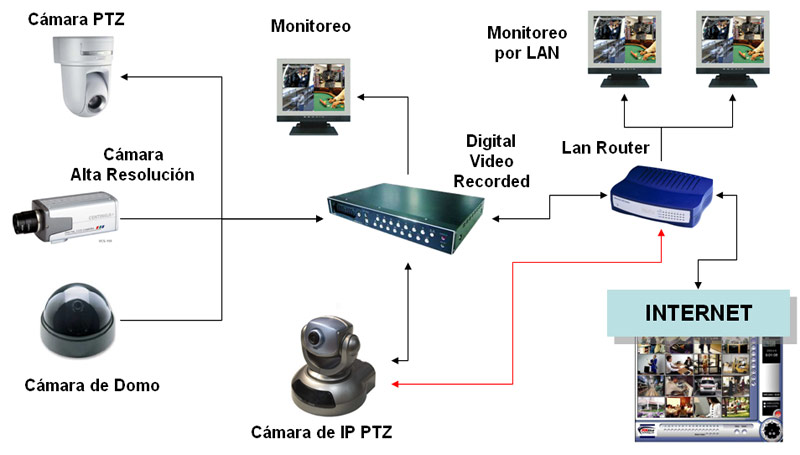 Cámara PTZ
Monitoreo
Monitoreo
por LAN
Cámara
Alta Resolución
Digital
Video
Recorded
Lan Router
INTERNET
Cámara de Domo
Cámara de IP PTZ